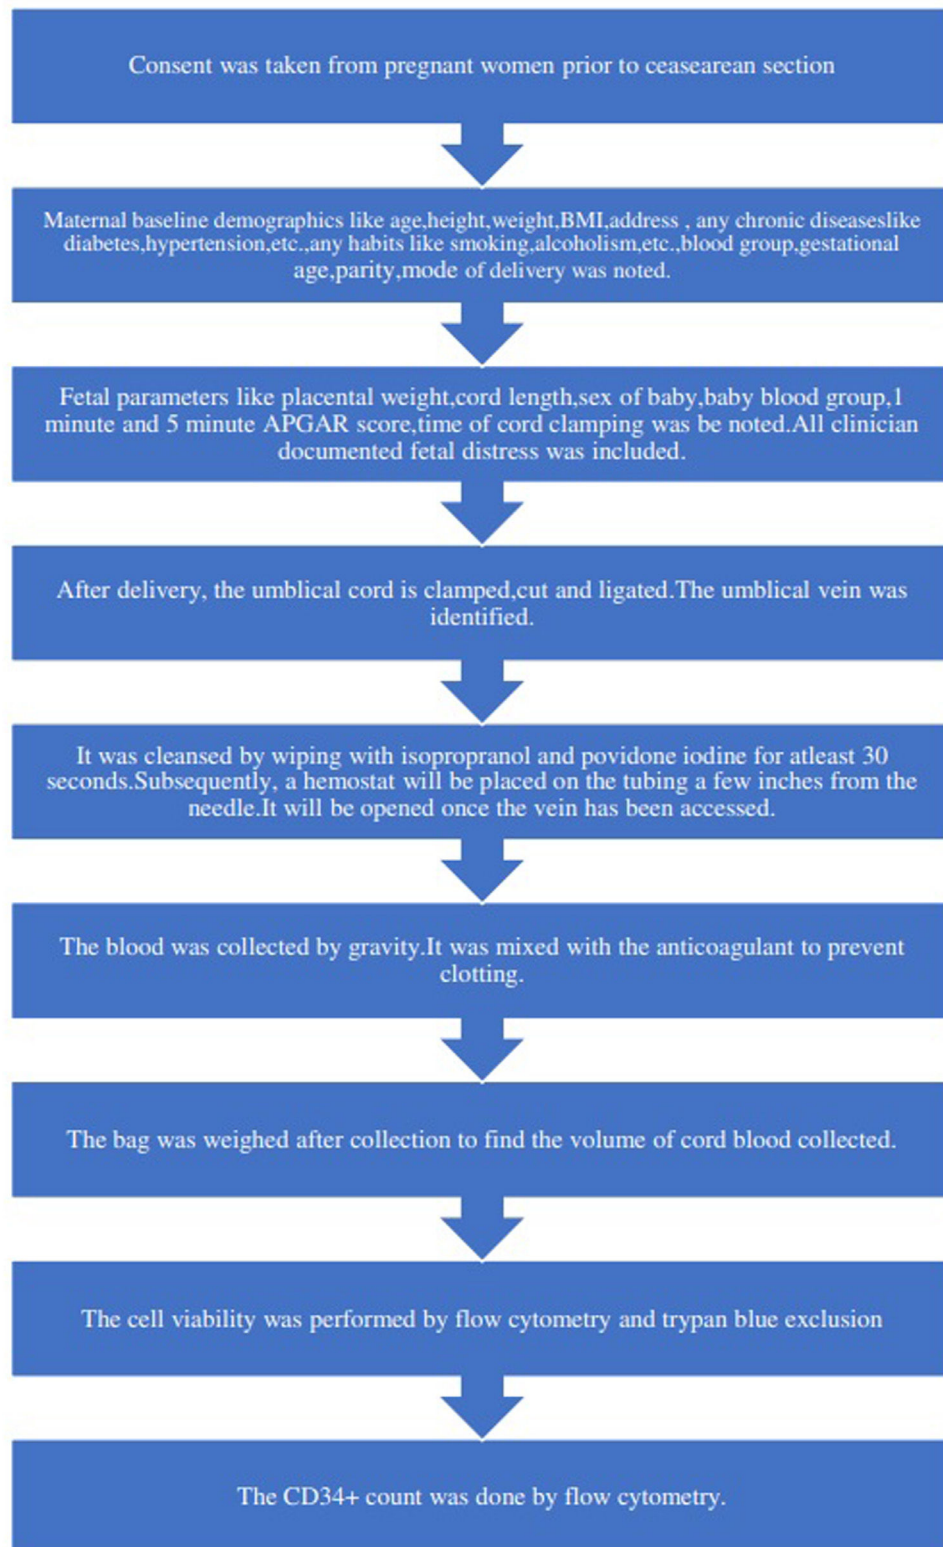 Consent was taken from pregnant women prior to ceasearean section
Maternal baseline demographics like age,height,weight,BMI,address , any chronic diseaseslike
diabetes,hypertension,etc.,any habits like smoking,alcoholism,etc.,blood group,gestational
age,parity,mode of delivery was noted.
Fetal parameters like placental weight,cord length,sex of baby,baby blood group,1
minute and 5 minute APGAR score,time of cord clamping was be noted.All clinician
documented fetal distress was included.
After delivery, the umblical cord is clamped,cut and ligated.The umblical vein was
identified.
It was cleansed by wiping with isopropranol and povidone iodine for atleast 30
seconds.Subsequently, a hemostat will be placed on the tubing a few inches from the
needle.It will be opened once the vein has been accessed.
The blood was collected by gravity.It was mixed with the anticoagulant to prevent
clotting.
The bag was weighed after collection to find the volume of cord blood collected.
The cell viability was performed by flow cytometry and trypan blue exclusion
The CD34+ count was done by flow cytometry.